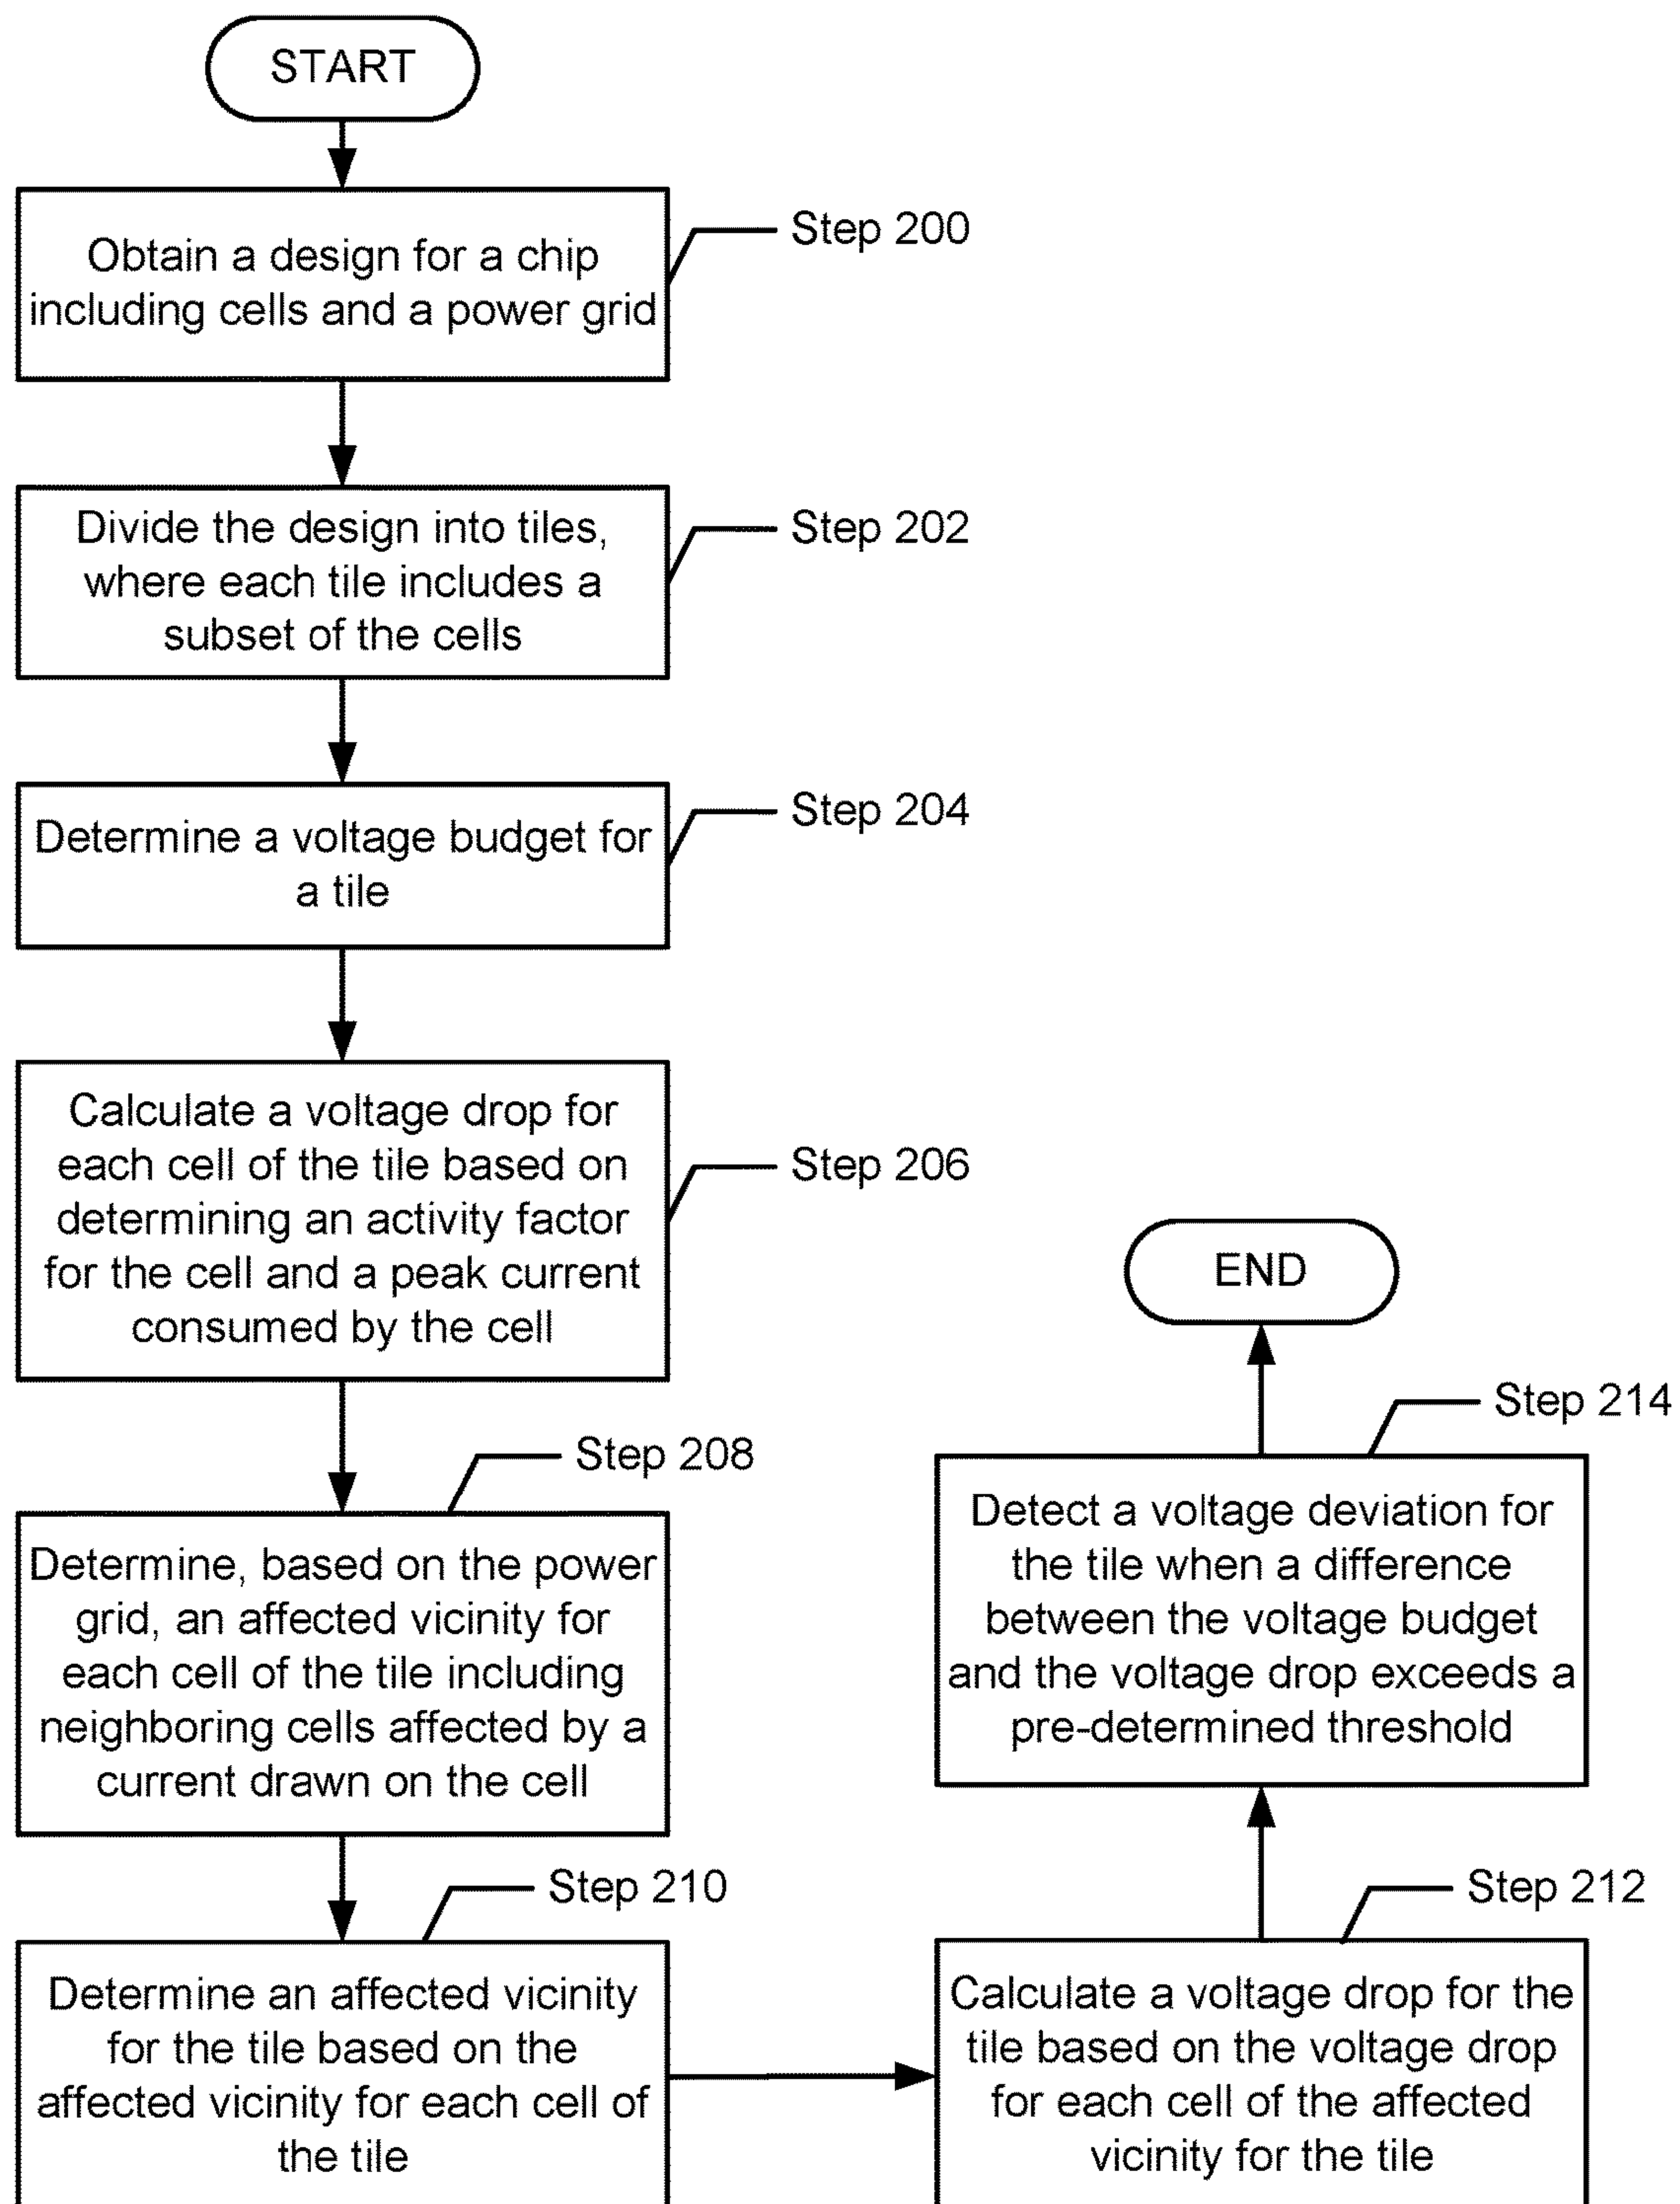 START
Obtain a design for a chip
including cells and a power grid
Step 200
Divide the design into tiles,
where each tile includes a
subset of the cells
Step 202
Determine a voltage budget for
a tile
Step 204
Calculate a voltage drop for
each cell of the tile based on
determining an activity factor
for the cell and a peak current
consumed by the cell
Step 206
Step 208
Determine, based on the power
grid, an affected vicinity for
each cell of the tile including
neighboring cells affected by a
current drawn on the cell
Step 210
Determine an affected vicinity
for the tile based on the
affected vicinity for each cell of
the tile
Step 212
Calculate a voltage drop for the
tile based on the voltage drop
for each cell of the affected
vicinity for the tile
Step 214
Detect a voltage deviation for
the tile when a difference
between the voltage budget
and the voltage drop exceeds a
pre-determined threshold
END